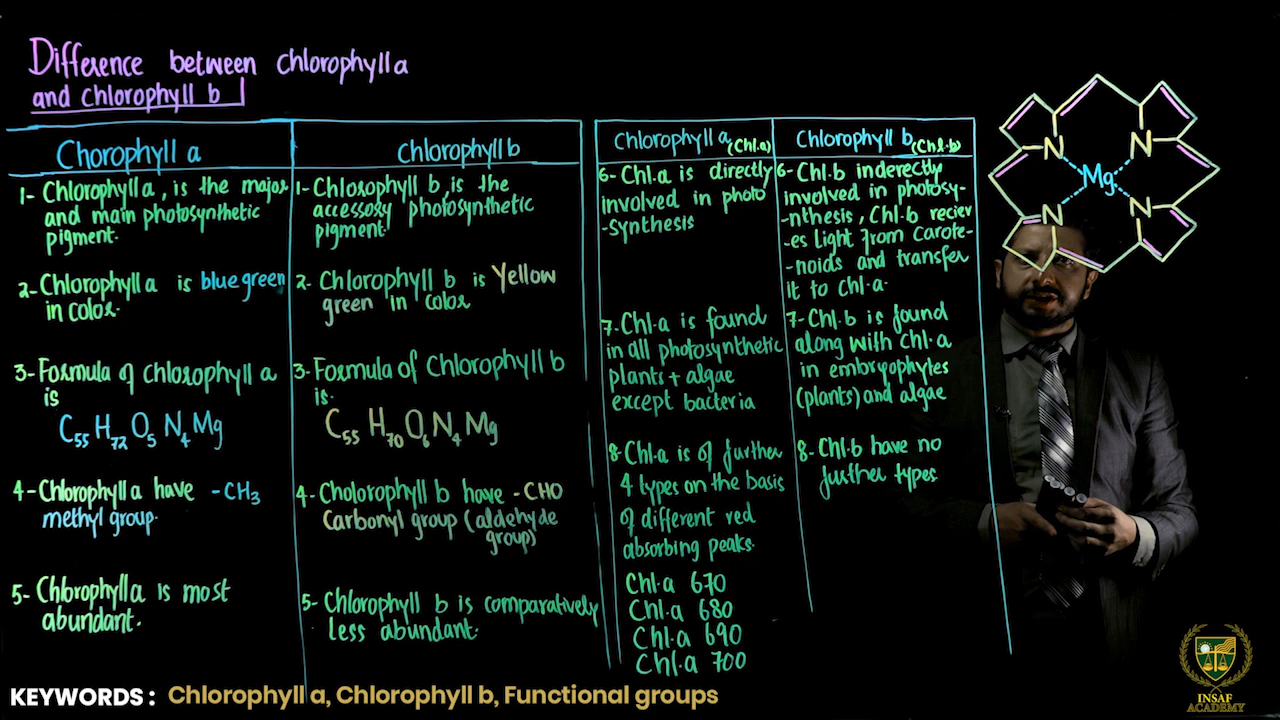 Difference between chlorophyll a
and Chlorophyll b
Chorophyll a
1- Chlorophyll a, is the major
and main photosynthetic
pigment.
2- Chlorophyll a is blue green
in color.
3- Formula of chlorophyll a
is
C55 H72 O5 N4 Mg
4- Chlorophyll a have -CH3
methyl group.
5- Chlorophyll a is most
abundant.
Chlorophyll b
1- Chlorophyll b, is the
accessory photosynthetic
pigment.
2- Chlorophyll b is Yellow
green in color
3- Formula of Chlorophyll b
is.
C55 H70 O6 N4 Mg
4- Cholorophyll b have - CHO
Carbonyl group (aldehyde
group)
5- Chlorophyll b is comparatively
less abundant.
Chlorophyll a (Chl.a)
6- Chl.a is directly
involved in photo
-synthesis
7- Chl.a is found
in all photosynthetic
plants + algae
except bacteria
8- Chl.a is of further
4 types on the basis
of different red
absorbing peaks.
Chl.a 670
Chl.a 680
Chl.a 690
Chl.a 700
Chlorophyll b (Chl.b)
6- Chl.b inderectly
involved in photosy-
-nthesis, Chl.b reciev
-es Light from Carote-
-noids and transfer
it to chl.a.
7- Chl.b is found
along with chl.a
in embryophytes
(plants) and algae
8- Chl.b have no
further types.
N N
Mg
N N
KEYWORDS : Chlorophyll a, Chlorophyll b, Functional groups
INSAF
ACADEMY